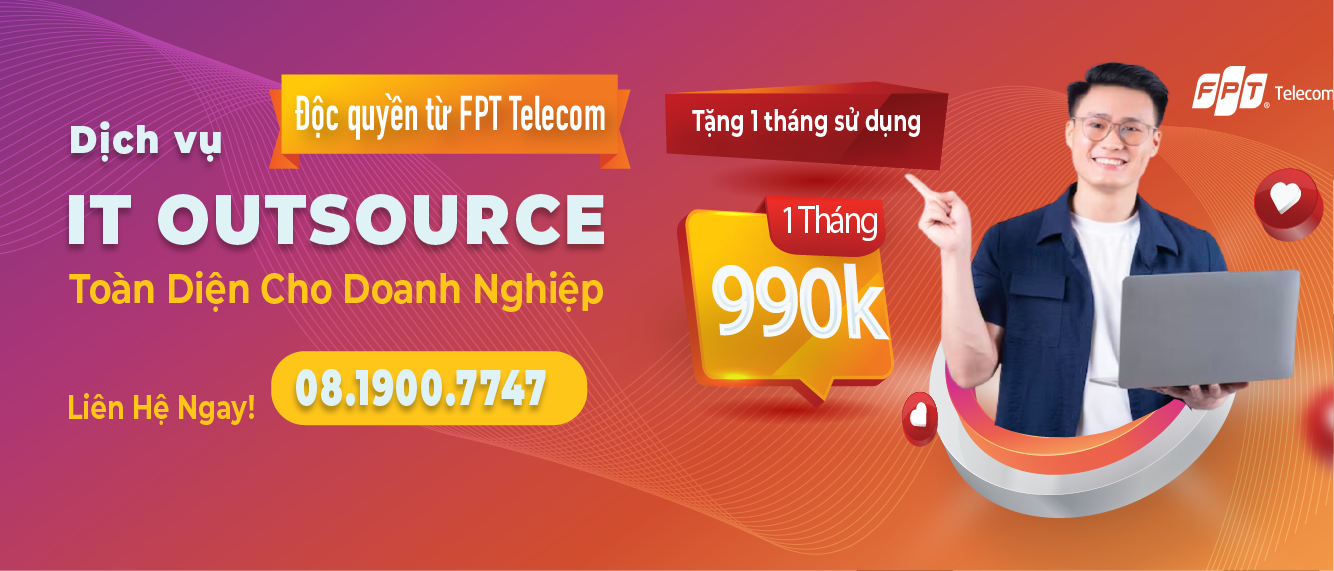 Dịch vụ
Độc quyền từ FPT Telecom
IT OUTSOURCE
Toàn Diện Cho Doanh Nghiệp
Liên Hệ Ngay!
08.1900.7747
Tặng 1 tháng sử dụng
1 Tháng
990k
FPT® Telecom